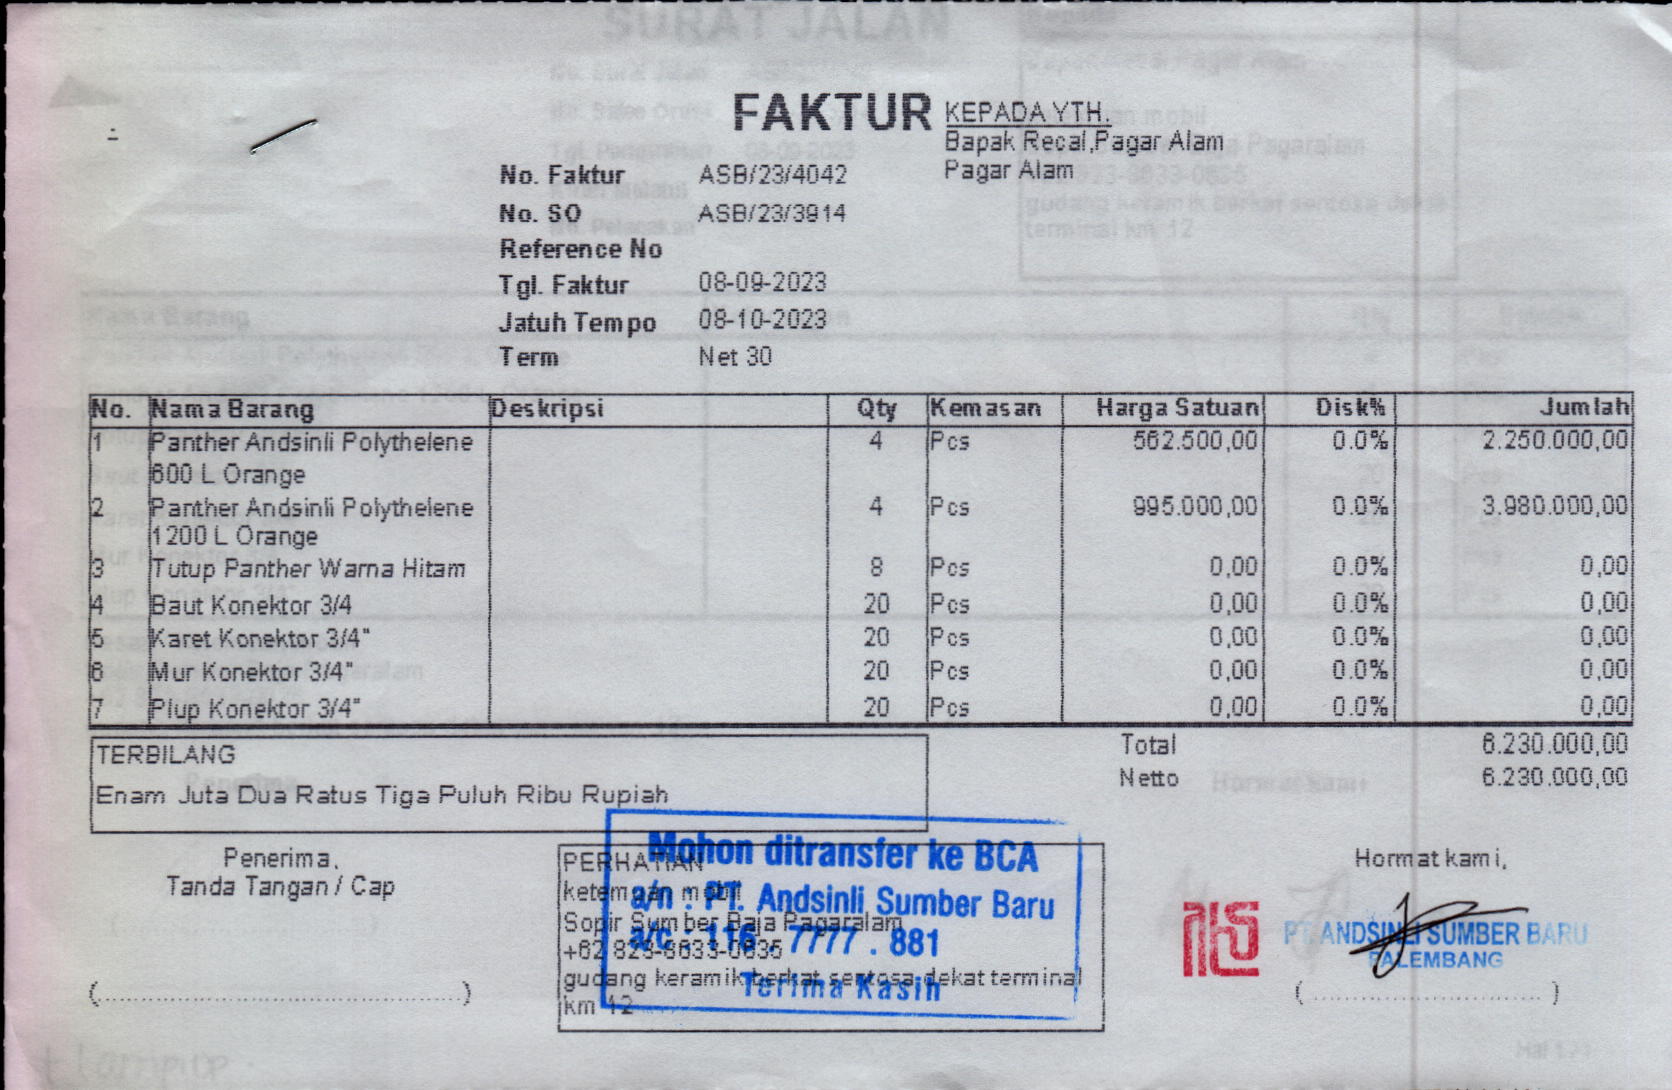 FAKTUR
KEPADA YTH.
Bapak Recal,Pagar Alam
Pagar Alam
No. Faktur ASB/23/4042
No. SO ASB/23/3914
Reference No
Tgl. Faktur 08-09-2023
Jatuh Tempo 08-10-2023
Term Net 30
No. Nama Barang Deskripsi Qty Kemasan Harga Satuan Disk% Jumlah
1 Panther Andsinli Polythelene 4 Pcs 562.500,00 0.0% 2.250.000,00
600 L Orange
2 Panther Andsinli Polythelene 4 Pcs 995.000,00 0.0% 3.980.000,00
1200 L Orange
3 Tutup Panther Warna Hitam 8 Pcs 0,00 0.0% 0,00
4 Baut Konektor 3/4 20 Pcs 0,00 0.0% 0,00
5 Karet Konektor 3/4" 20 Pcs 0,00 0.0% 0,00
6 Mur Konektor 3/4" 20 Pcs 0,00 0.0% 0,00
7 Plup Konektor 3/4" 20 Pcs 0,00 0.0% 0,00
Total 6.230.000,00
Netto 6.230.000,00
TERBILANG
Enam Juta Dua Ratus Tiga Puluh Ribu Rupiah
Penerima,
Tanda Tangan / Cap
(..............................)
PERHATIAN
ketemuan mobil
Sopir Sumber Baja Pagaralam
+62 823-8633-0635
gudang keramik berkat sentosa dekat terminal
km 12
Mohon ditransfer ke BCA
a/n : PT. Andsinli Sumber Baru
a/c : 116 . 7777 . 881
Terima Kasih
Hormat kami,
PT. ANDSINLI SUMBER BARU
PALEMBANG
(..............................)
SURAT JALAN